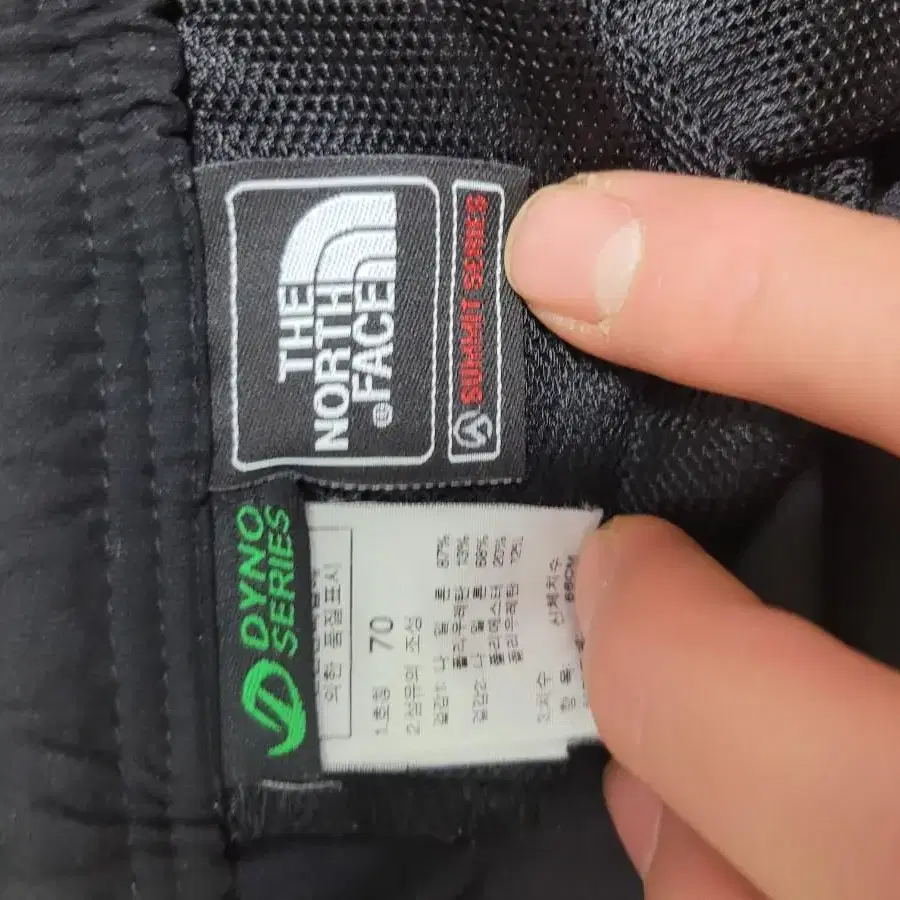 THE
NORTH
FACE
SUMMIT SERIES
DYNO
SERIES
의한 품질표시
1.호칭 70
2.섬유의 조성
겉감1: 나 일 론 87%
폴리우레탄 13%
겉감2: 나 일 론 68%
폴리에스터 20%
폴리우레탄 12%
3.치수 신체치수